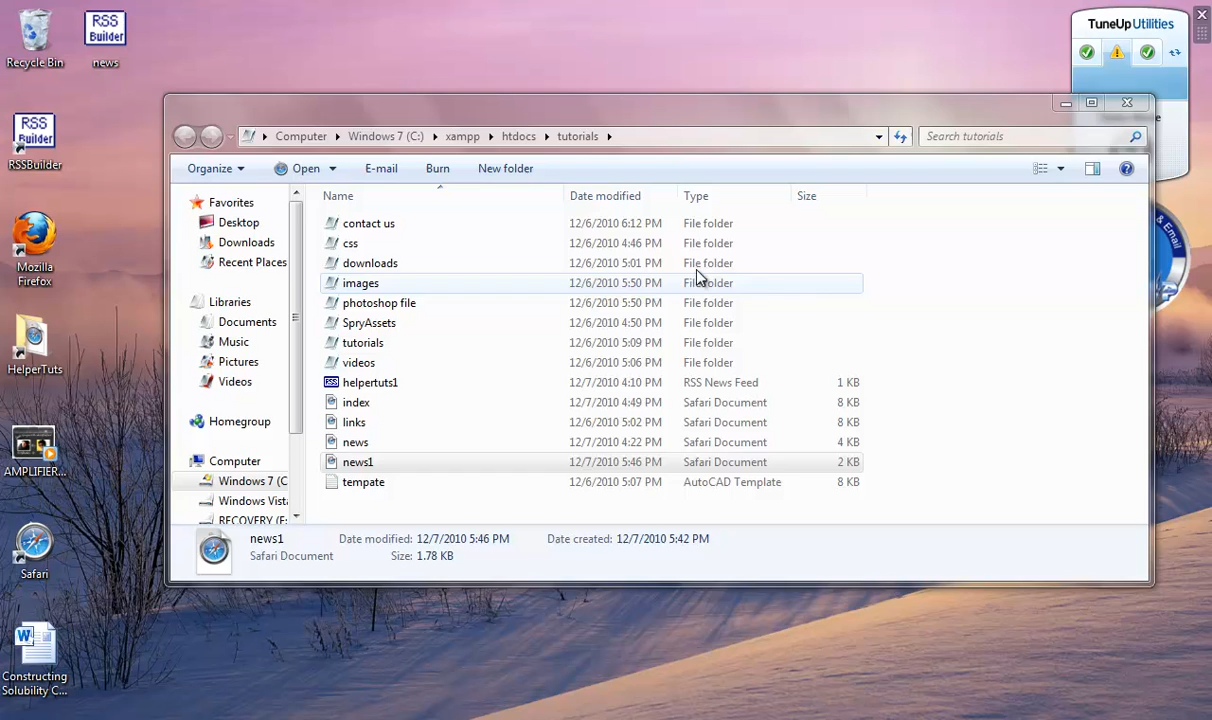 RSS
Builder
Recycle Bin
news
TuneUpUtilities
RSS
Builder
RSSBuilder
Mozilla
Firefox
HelperTuts
AMPLIFIER...
Safari
W
Constructing
Solubility C...
Computer
Windows 7 (C:)
xampp
htdocs
tutorials
Search tutorials
Organize
Open
E-mail
Burn
New folder
Favorites
Desktop
Downloads
Recent Places
Libraries
Documents
Music
Pictures
Videos
Homegroup
Computer
Windows 7 (C
Windows Vista
RECOVERY (E:
Name Date modified Type Size
contact us 12/6/2010 6:12 PM File folder
css 12/6/2010 4:46 PM File folder
downloads 12/6/2010 5:01 PM File folder
images 12/6/2010 5:50 PM File folder
photoshop file 12/6/2010 5:50 PM File folder
SpryAssets 12/6/2010 4:50 PM File folder
tutorials 12/6/2010 5:09 PM File folder
videos 12/6/2010 5:06 PM File folder
RSS helpertuts1 12/7/2010 4:10 PM RSS News Feed 1 KB
index 12/7/2010 4:49 PM Safari Document 8 KB
links 12/6/2010 5:02 PM Safari Document 8 KB
news 12/7/2010 4:22 PM Safari Document 4 KB
news1 12/7/2010 5:46 PM Safari Document 2 KB
tempate 12/6/2010 5:07 PM AutoCAD Template 8 KB
news1 Date modified: 12/7/2010 5:46 PM Date created: 12/7/2010 5:42 PM
Safari Document Size: 1.78 KB
& Email